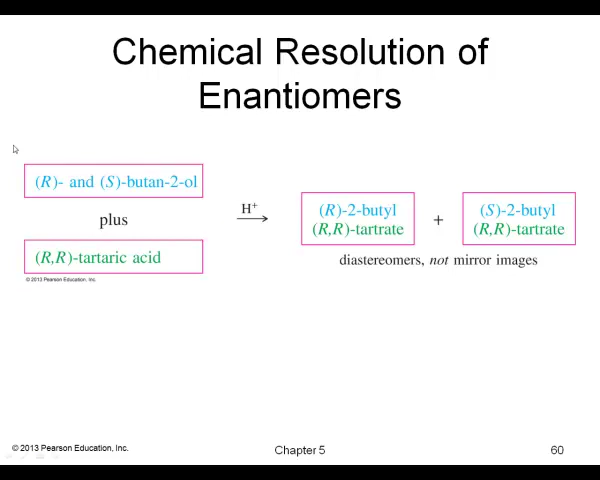 Chemical Resolution of
Enantiomers
(R)- and (S)-butan-2-ol
plus
(R,R)-tartaric acid
© 2013 Pearson Education, Inc.
H⁺
(R)-2-butyl
(R,R)-tartrate
+
(S)-2-butyl
(R,R)-tartrate
diastereomers, not mirror images
© 2013 Pearson Education, Inc.
Chapter 5
60